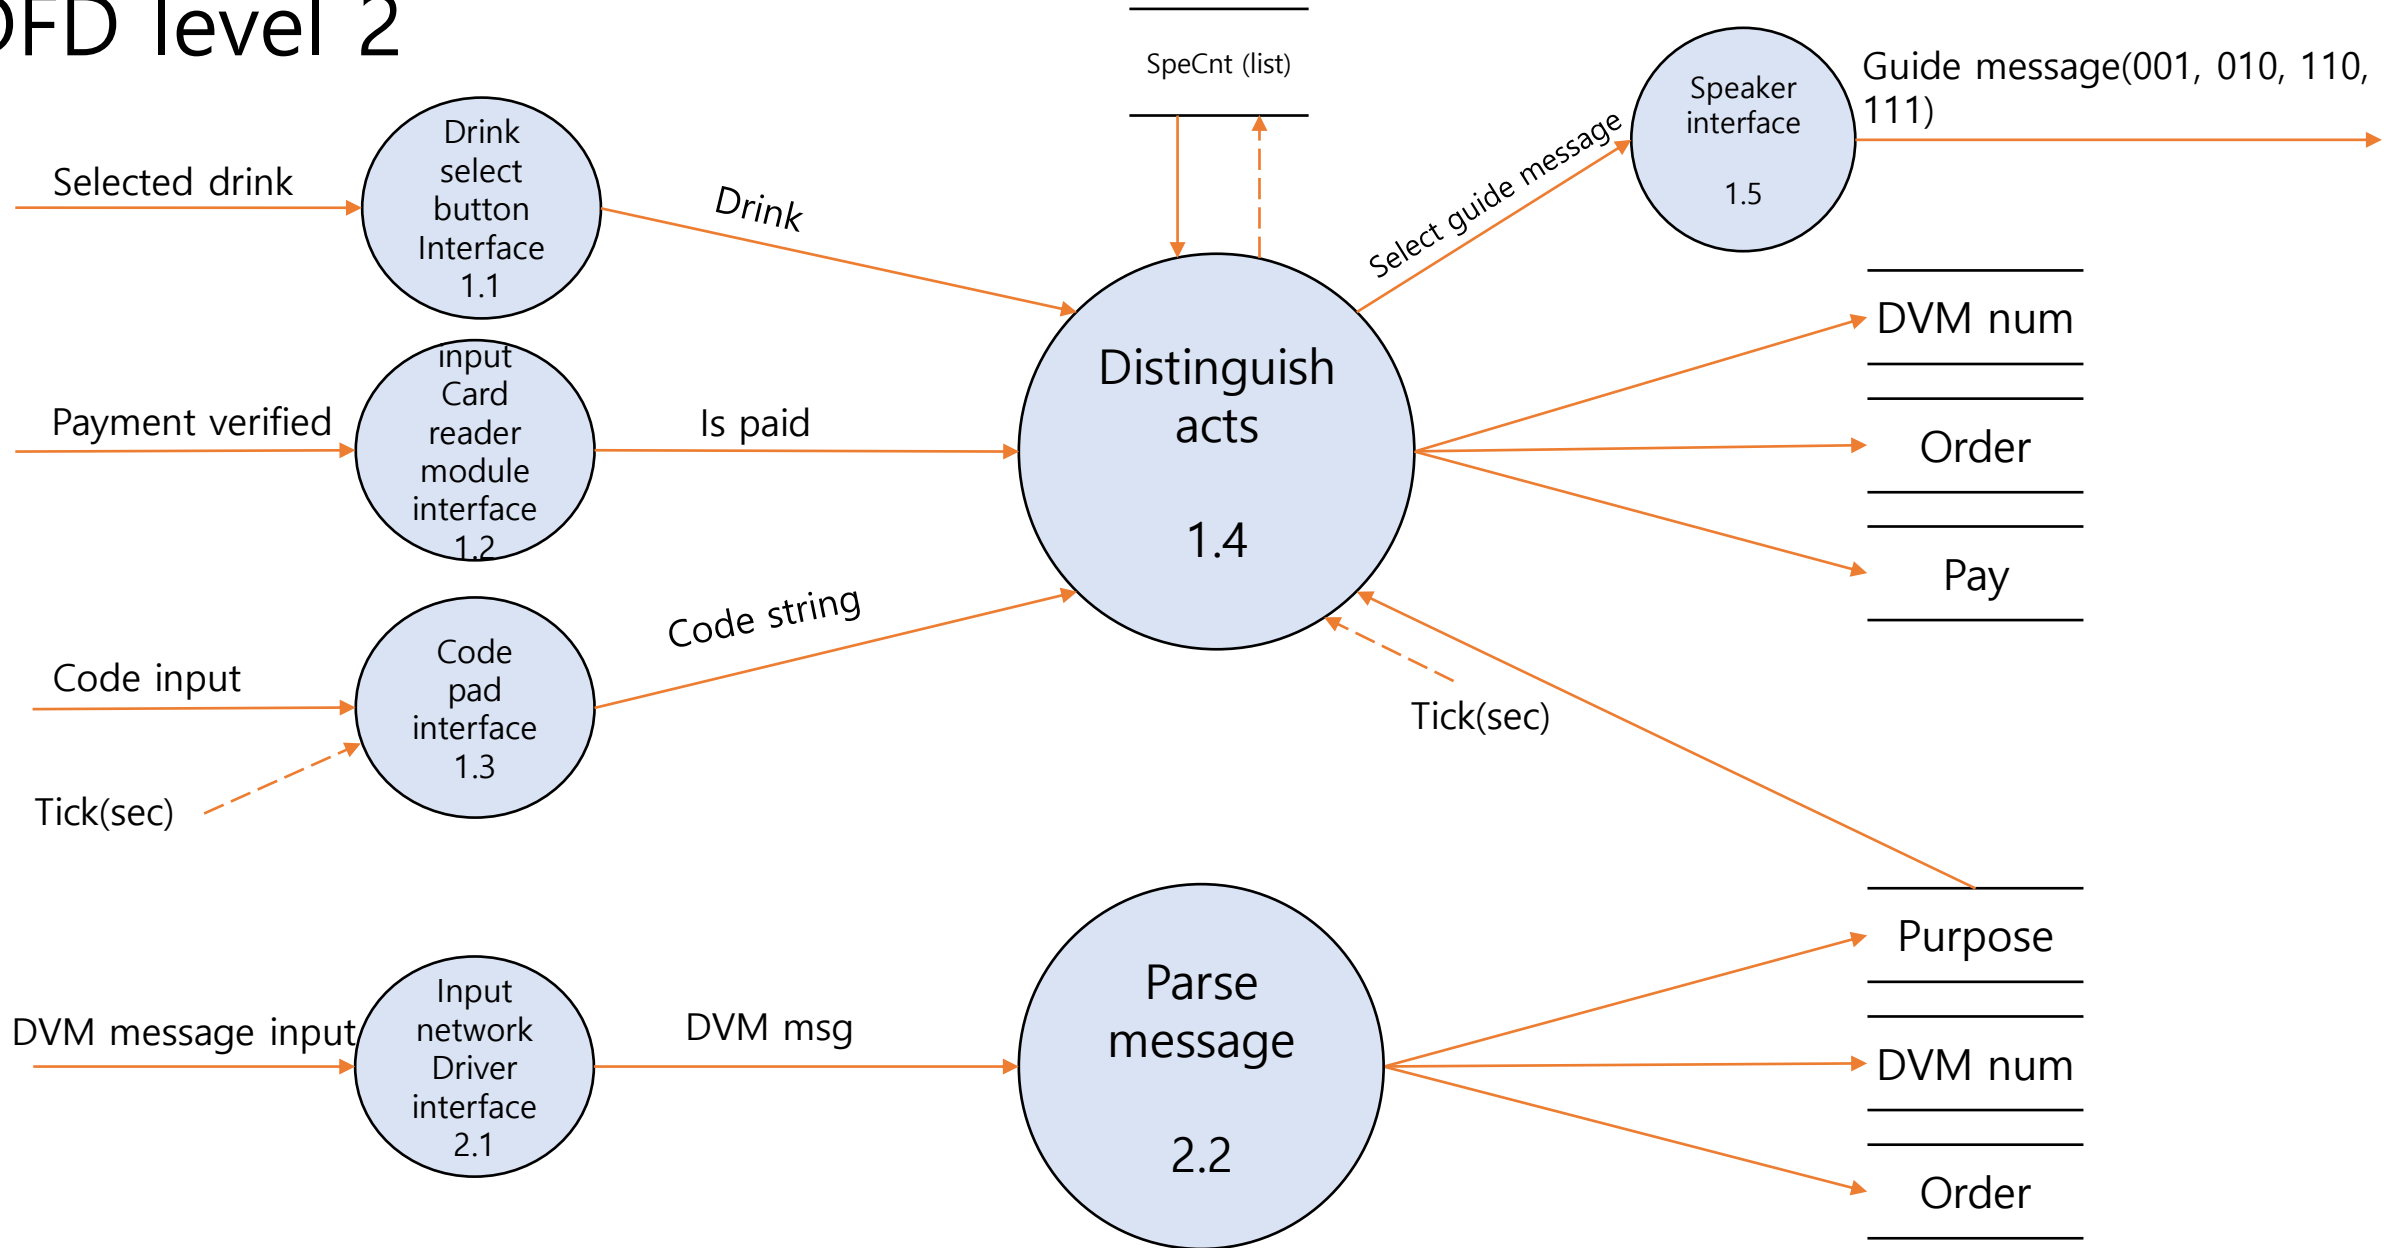 DFD level 2
SpeCnt (list)
Speaker
interface
1.5
Guide message(001, 010, 110,
111)
Drink
select
button
Interface
1.1
Selected drink
Drink
Select guide message
DVM num
input
Card
reader
module
interface
1.2
Payment verified
Is paid
Distinguish
acts
1.4
Order
Pay
Code
pad
interface
1.3
Code input
Code string
Tick(sec)
Tick(sec)
Purpose
Input
network
Driver
interface
2.1
DVM message input
DVM msg
Parse
message
2.2
DVM num
Order